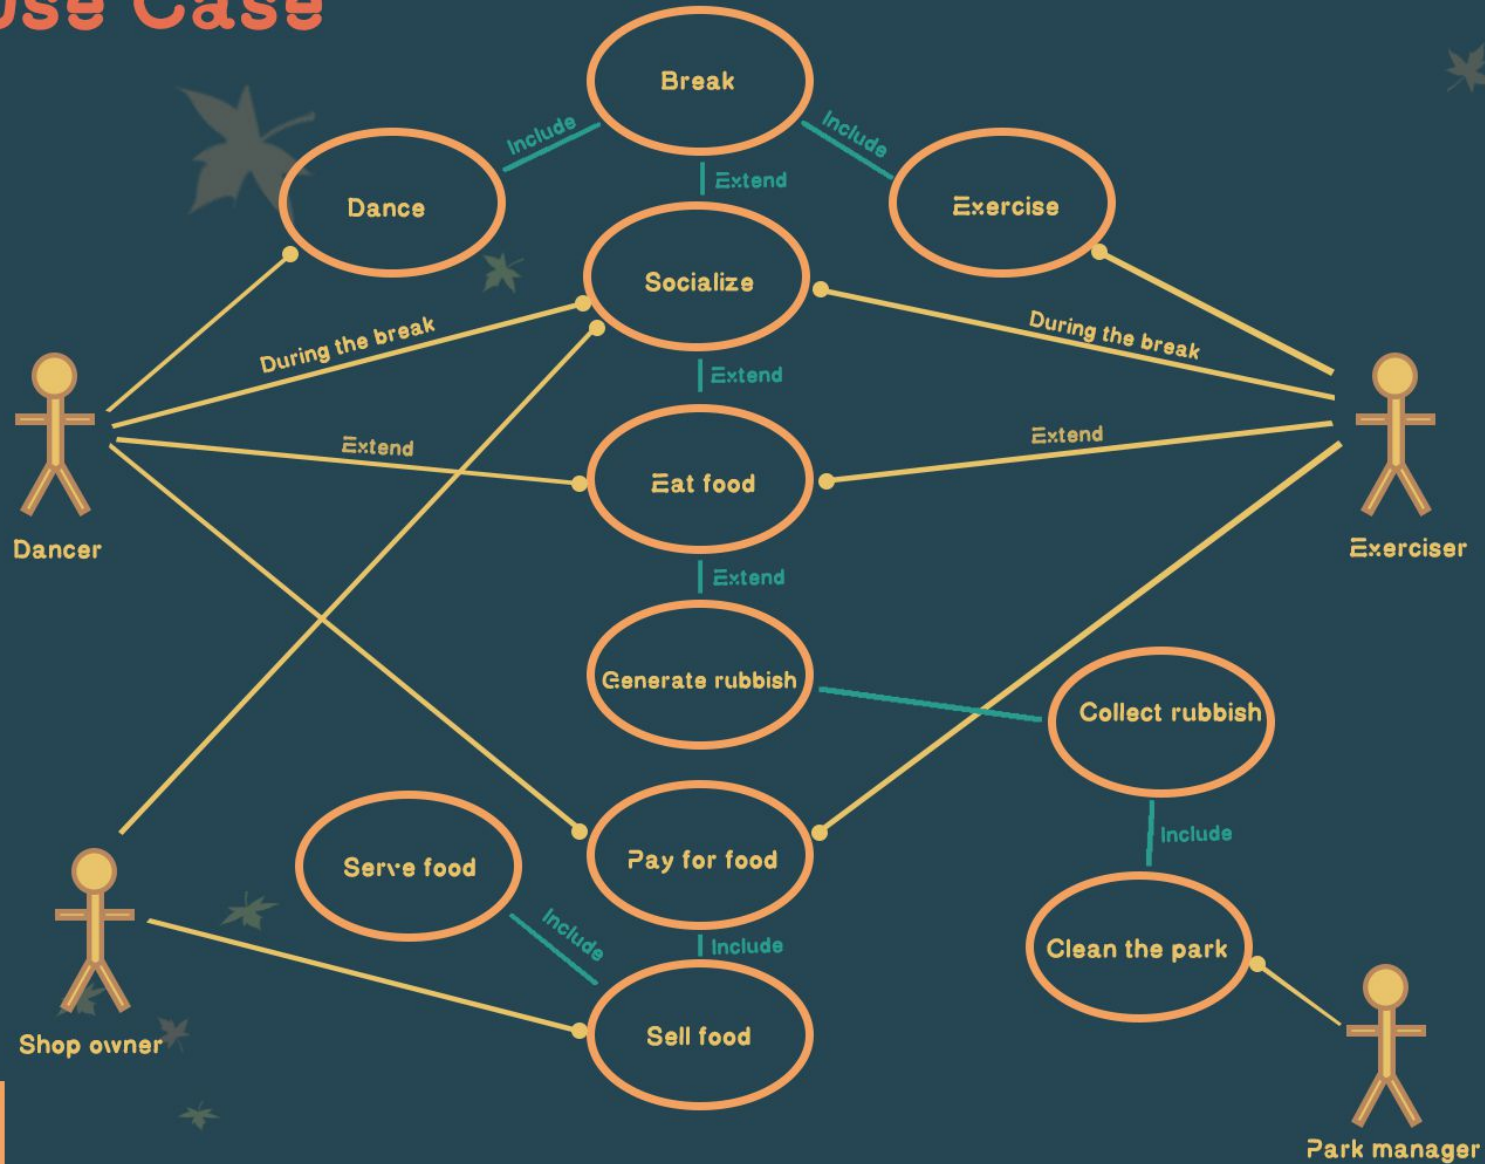 Use Case
Break
Include
Include
Dance
Extend
Exercise
Socialize
During the break
During the break
Extend
Extend
Extend
Eat food
Dancer
Exerciser
Extend
Generate rubbish
Collect rubbish
Include
Serve food
Pay for food
Include
Include
Clean the park
Shop owner
Sell food
Park manager